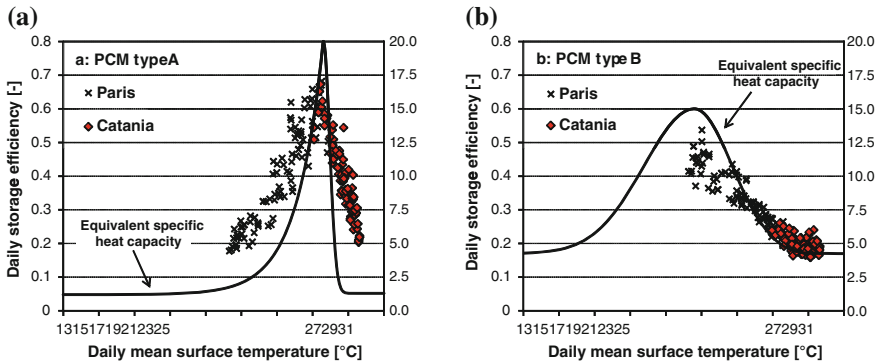 (a)
0.8
0.7
0.6
0.5
0.4
0.3
0.2
0.1
0
Daily storage efficiency [-]
a: PCM typeA
Paris
Catania
Equivalent specific
heat capacity
20.0
17.5
15.0
12.5
10.0
7.5
5.0
2.5
0.0
13151719212325
272931
Daily mean surface temperature [°C]
(b)
0.8
0.7
0.6
0.5
0.4
0.3
0.2
0.1
0
Daily storage efficiency [-]
b: PCM type B
Paris
Catania
Equivalent specific
heat capacity
20.0
17.5
15.0
12.5
10.0
7.5
5.0
2.5
0.0
13151719212325
272931
Daily mean surface temperature [°C]